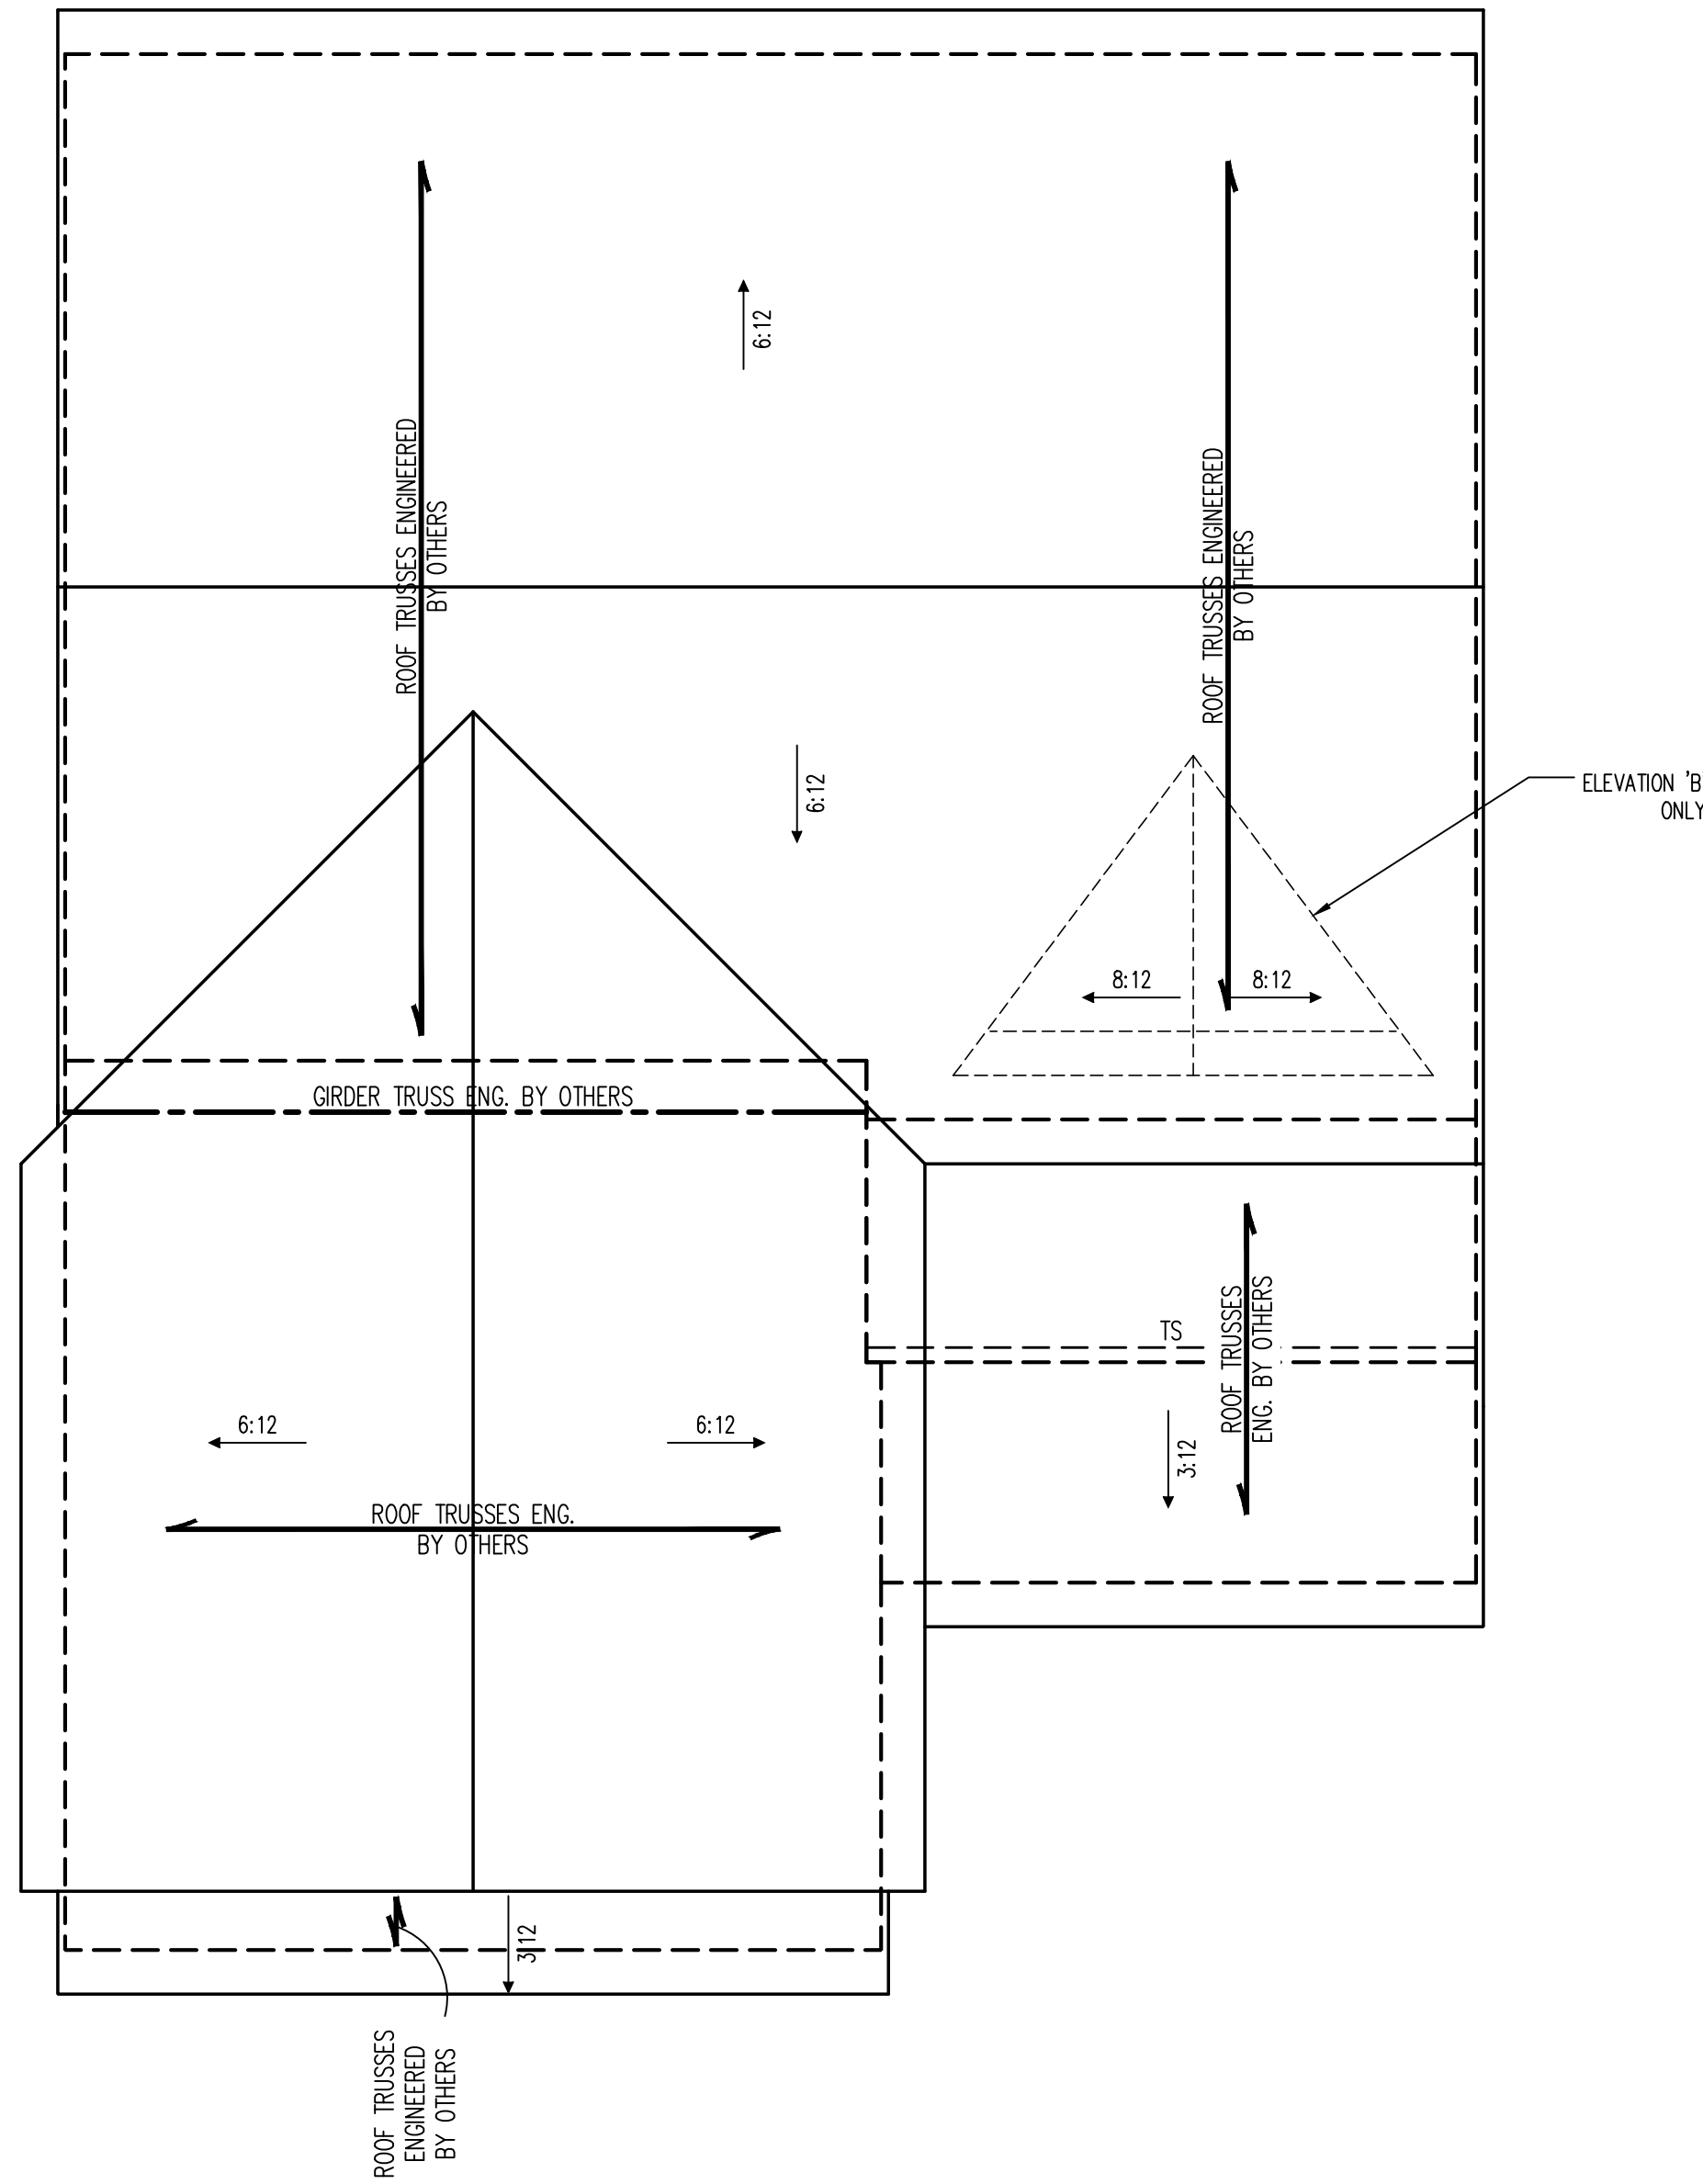 6:12
ROOF TRUSSES ENGINEERED
BY OTHERS
ROOF TRUSSES ENGINEERED
BY OTHERS
6:12
ELEVATION 'B
ONLY
8:12
8:12
GIRDER TRUSS ENG. BY OTHERS
TS
ROOF TRUSSES
ENG. BY OTHERS
6:12
6:12
3:12
ROOF TRUSSES ENG.
BY OTHERS
3:12
ROOF TRUSSES
ENGINEERED
BY OTHERS